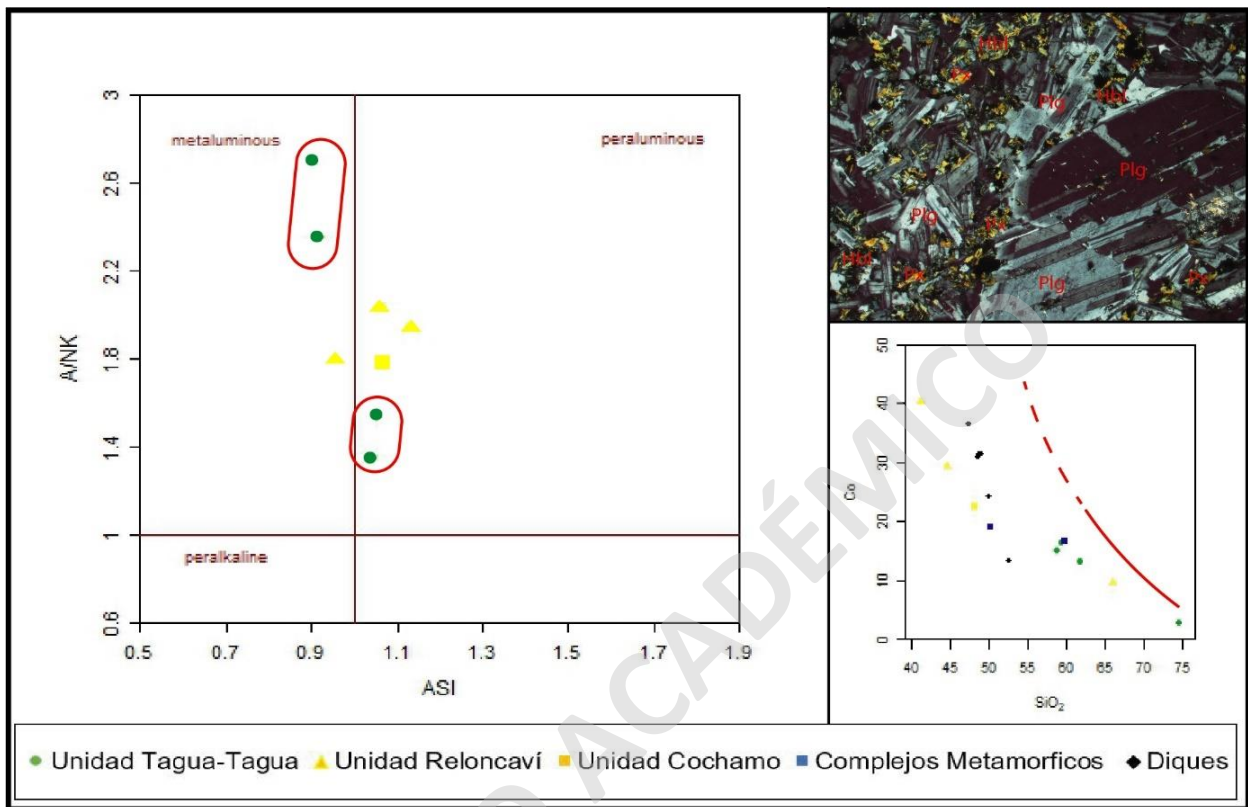 3
2.6
2.2
1.8
1.4
1
0.6
A/NK
metaluminous
peraluminous
peralkaline
0.5 0.7 0.9 1.1 1.3 1.5 1.7 1.9
ASI
Hbl
Px
Plg
Hbl
Plg
Plg
Px
Hbl
Px
Plg
Px
50
40
30
20
10
0
Co
40 45 50 55 60 65 70 75
SiO₂
D ACADÉMICO
Unidad Tagua-Tagua Unidad Reloncaví Unidad Cochamo Complejos Metamorficos Diques